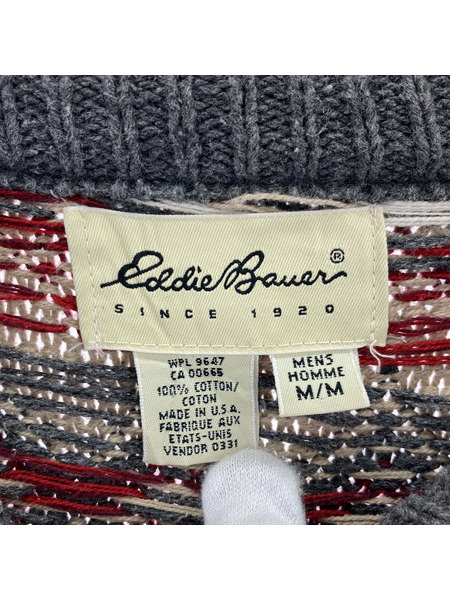 Eddie Bauer®
SINCE 1920
WPL 9647
CA 00665
100% COTTON/
COTON
MADE IN U.S.A.
FABRIQUE AUX
ETATS-UNIS
VENDOR 0331
MENS
HOMME
M/M